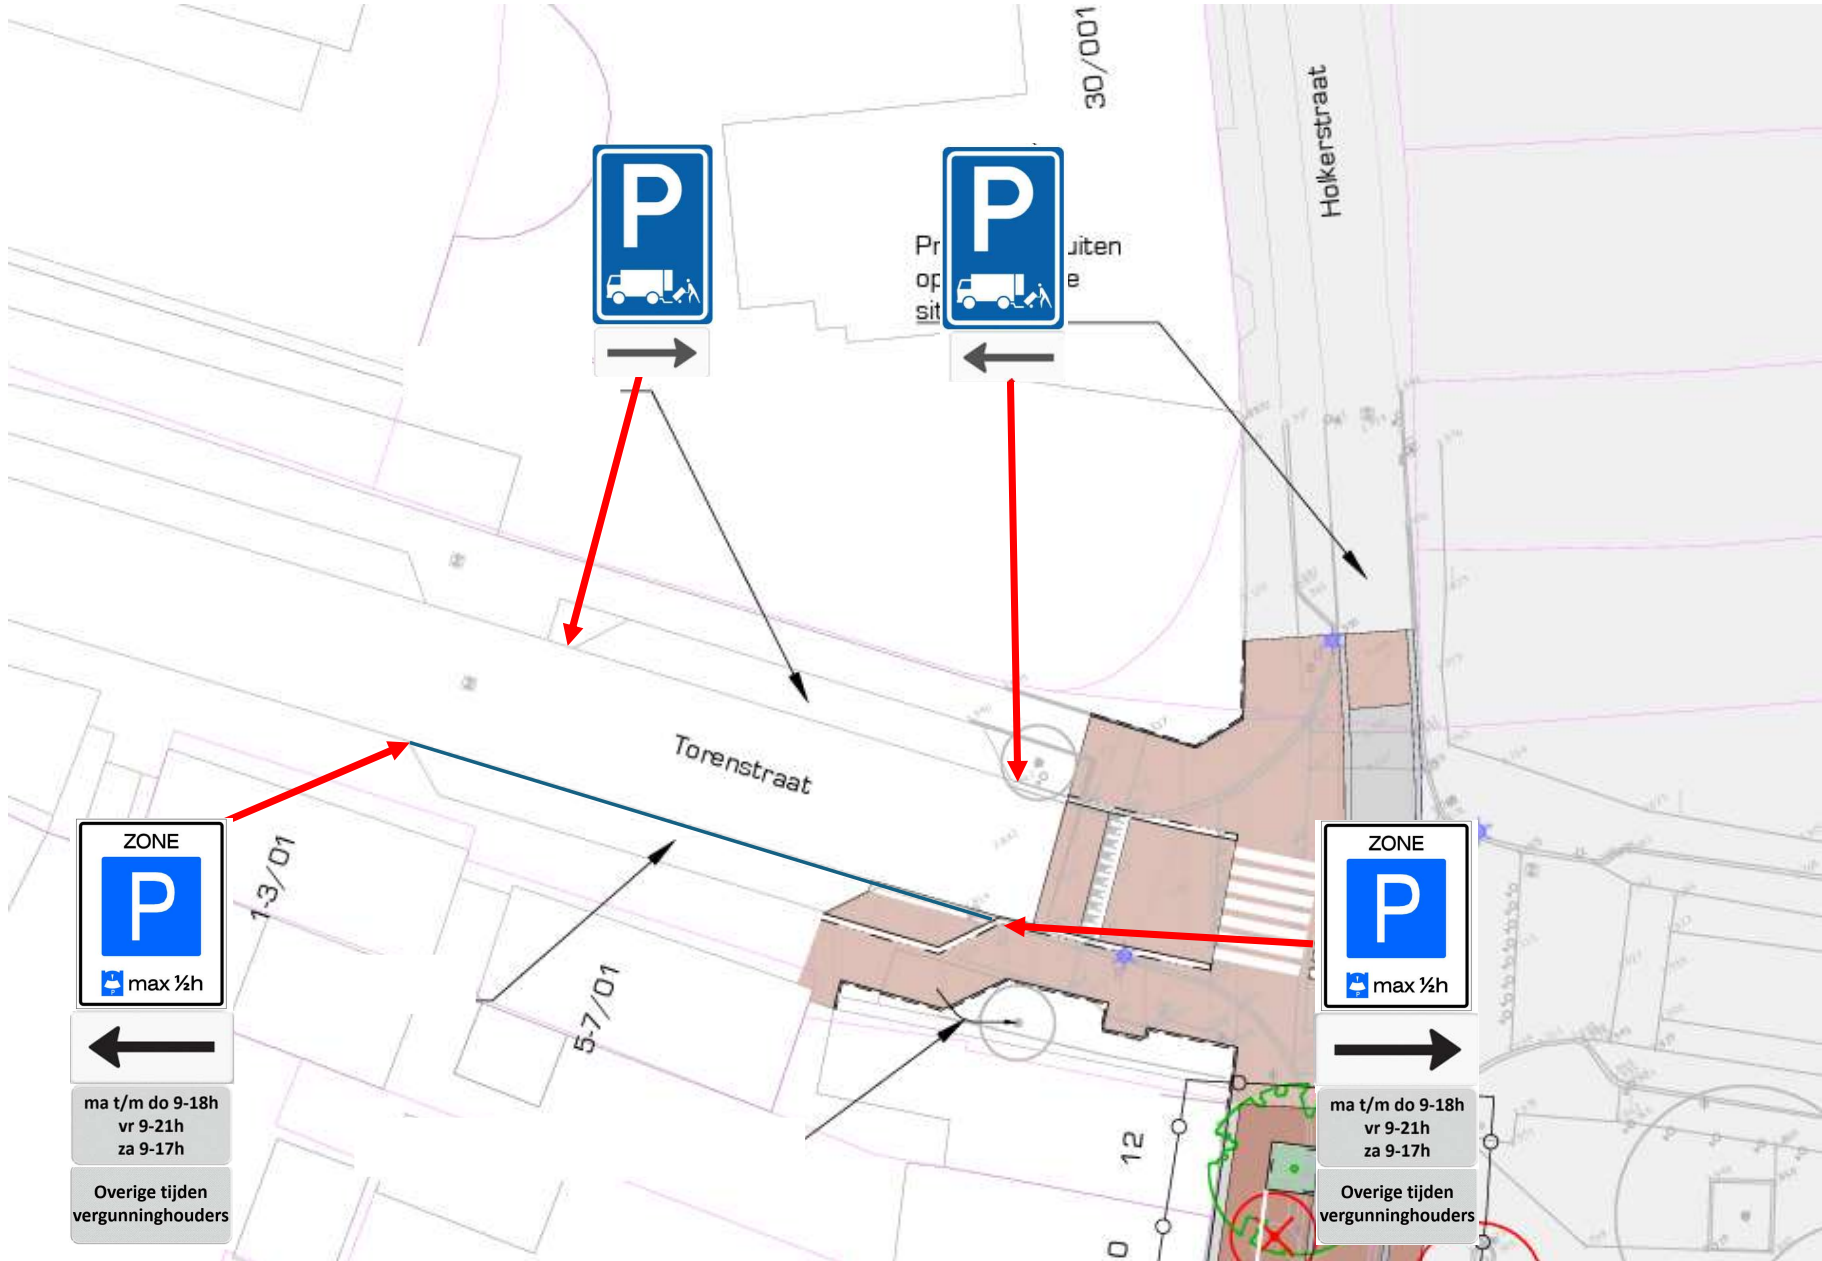 30/001
Holkerstraat
P
P
Pr
uiten
op
e
sit
Torenstraat
ZONE
P
max ½h
ma t/m do 9-18h
vr 9-21h
za 9-17h
Overige tijden
vergunninghouders
1-3/01
5-7/01
ZONE
P
max ½h
ma t/m do 9-18h
vr 9-21h
za 9-17h
Overige tijden
vergunninghouders
12
0